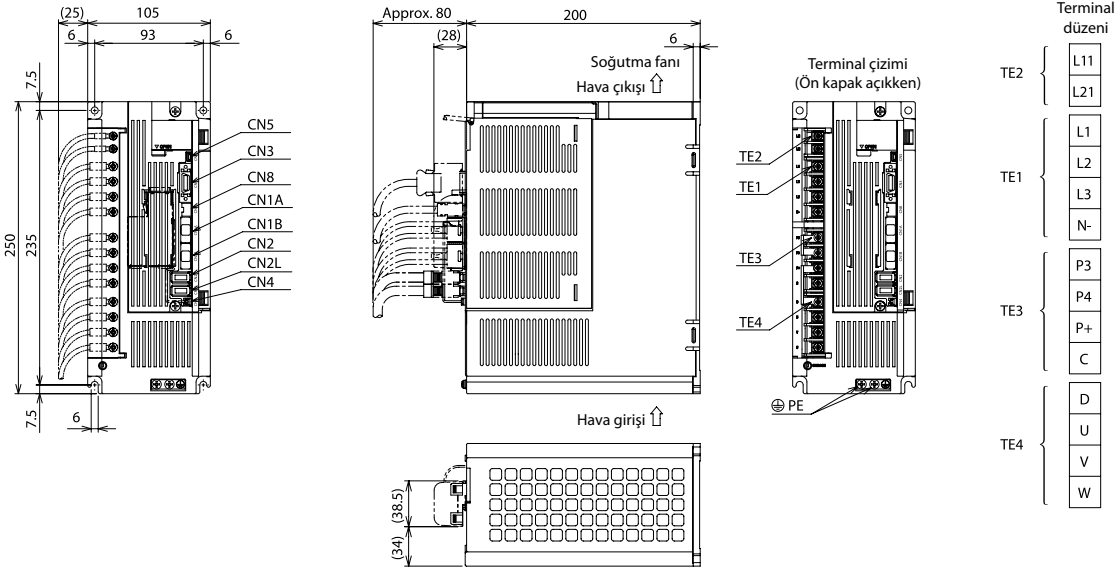 (25)
105
6
93
6
7.5
250
235
7.5
6
CN5
CN3
CN8
CN1A
CN1B
CN2
CN2L
CN4
Approx. 80
200
(28)
6
Soğutma fanı
Hava çıkışı
Hava girişi
(38.5)
(34)
Terminal çizimi
(Ön kapak açıkken)
TE2
TE1
TE3
TE4
PE
Terminal
düzeni
TE2
L11
L21
TE1
L1
L2
L3
N-
TE3
P3
P4
P+
C
TE4
D
U
V
W